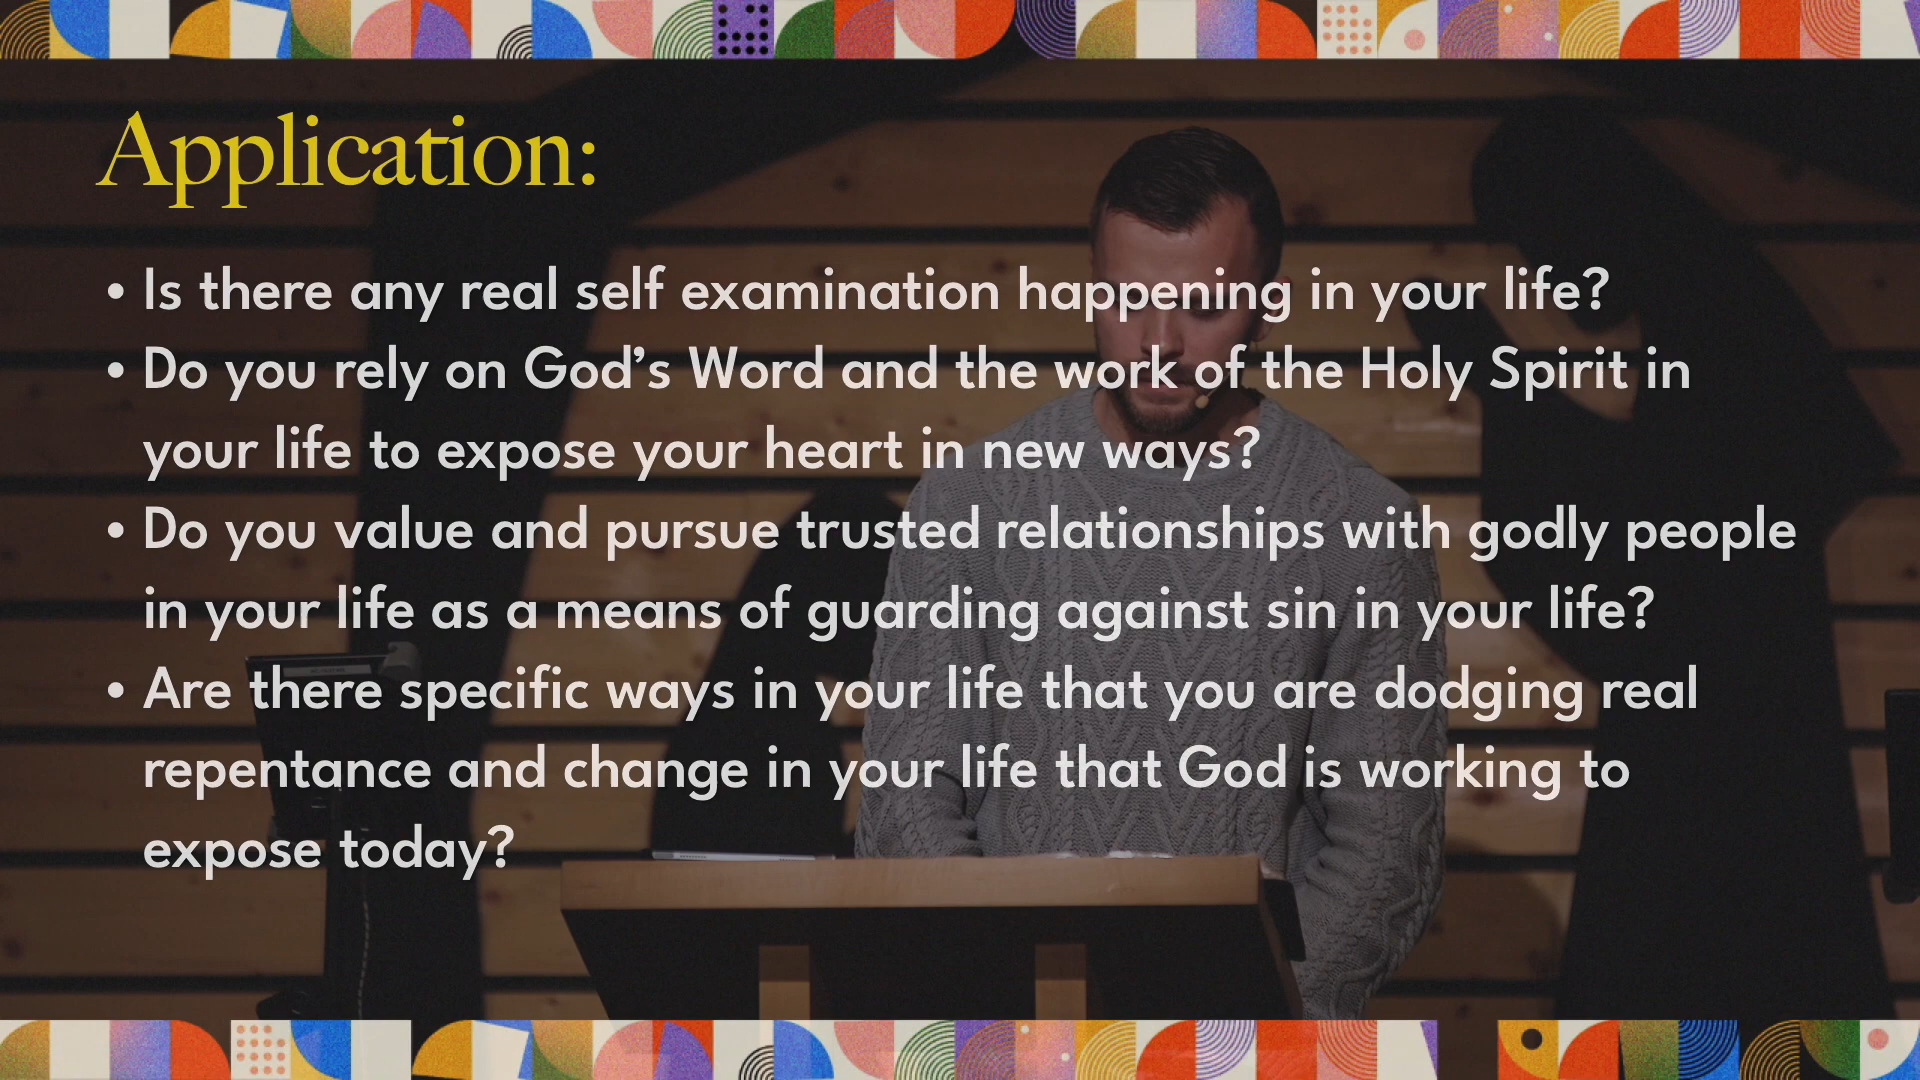 Application:
• Is there any real self examination happening in your life?
• Do you rely on God’s Word and the work of the Holy Spirit in
your life to expose your heart in new ways?
• Do you value and pursue trusted relationships with godly people
in your life as a means of guarding against sin in your life?
• Are there specific ways in your life that you are dodging real
repentance and change in your life that God is working to
expose today?